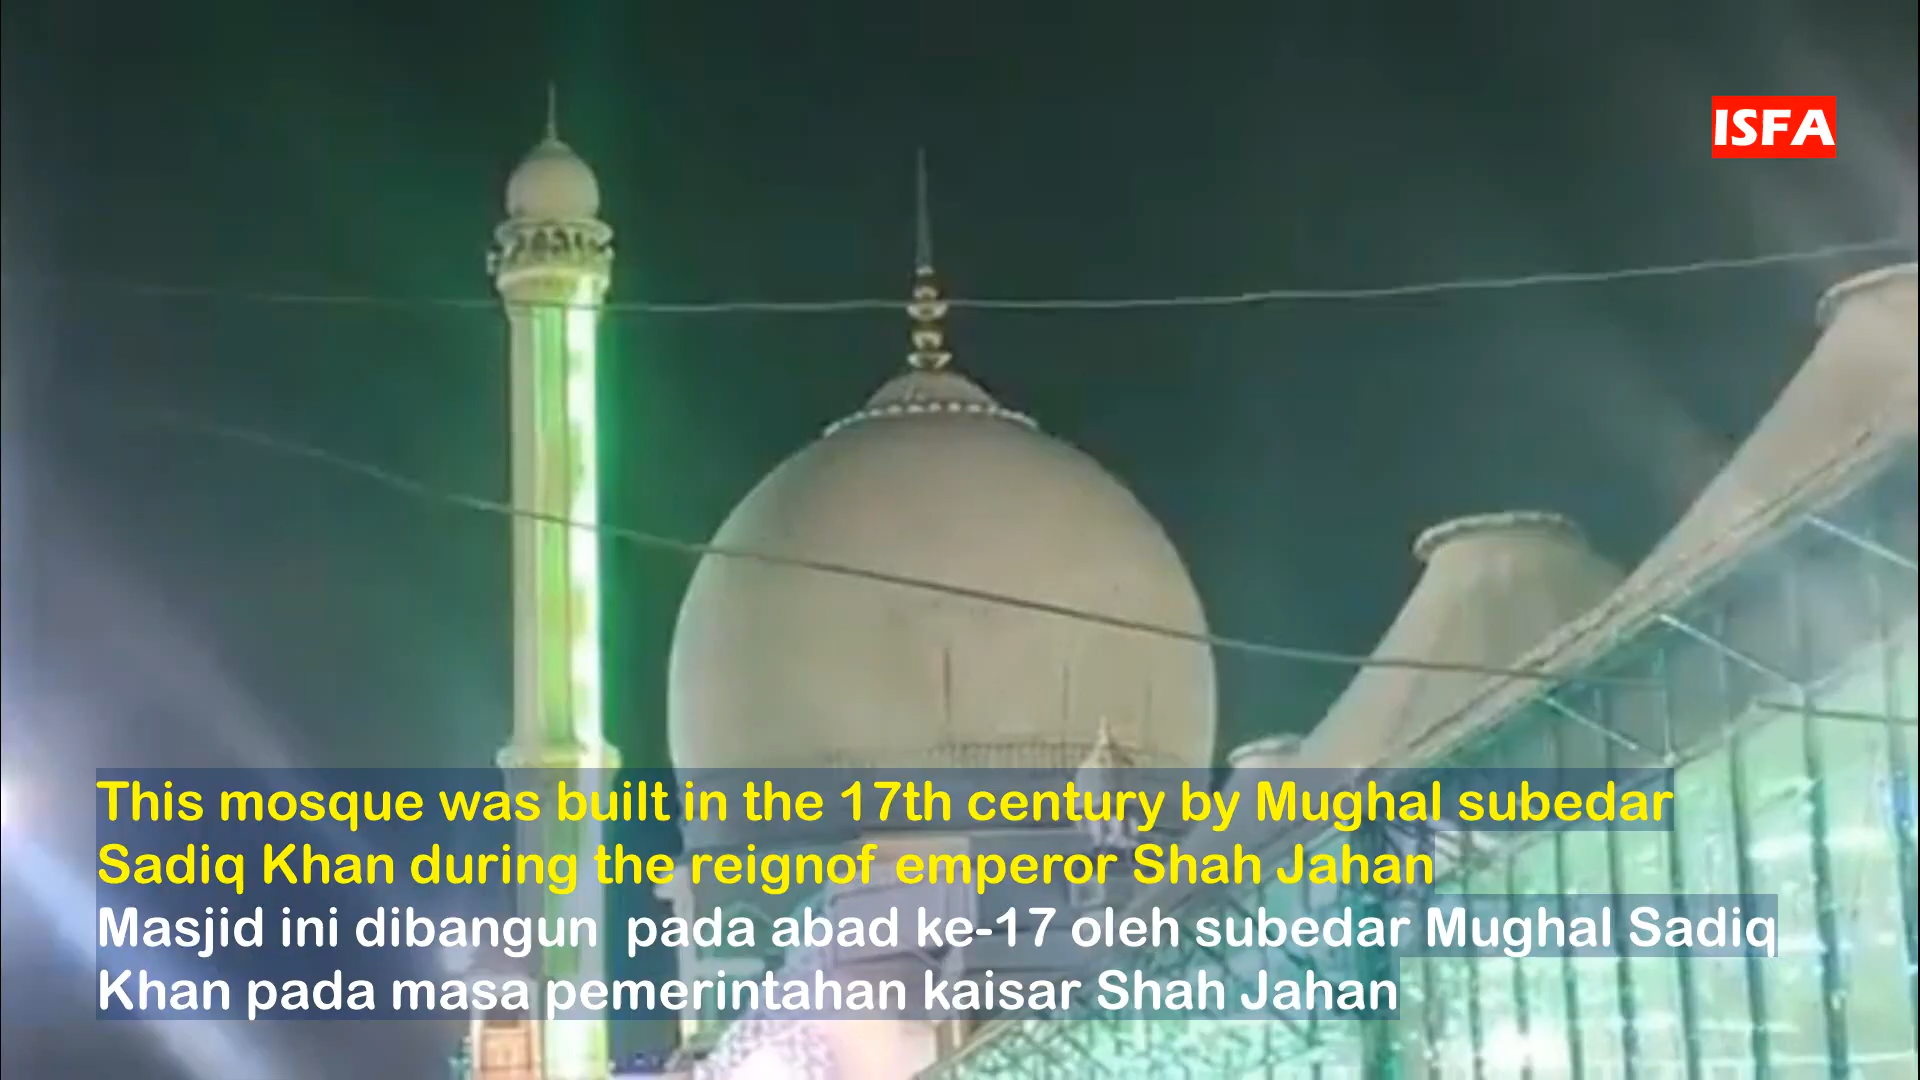 ISFA
This mosque was built in the 17th century by Mughal subedar
Sadiq Khan during the reignof emperor Shah Jahan
Masjid ini dibangun  pada abad ke-17 oleh subedar Mughal Sadiq
Khan pada masa pemerintahan kaisar Shah Jahan